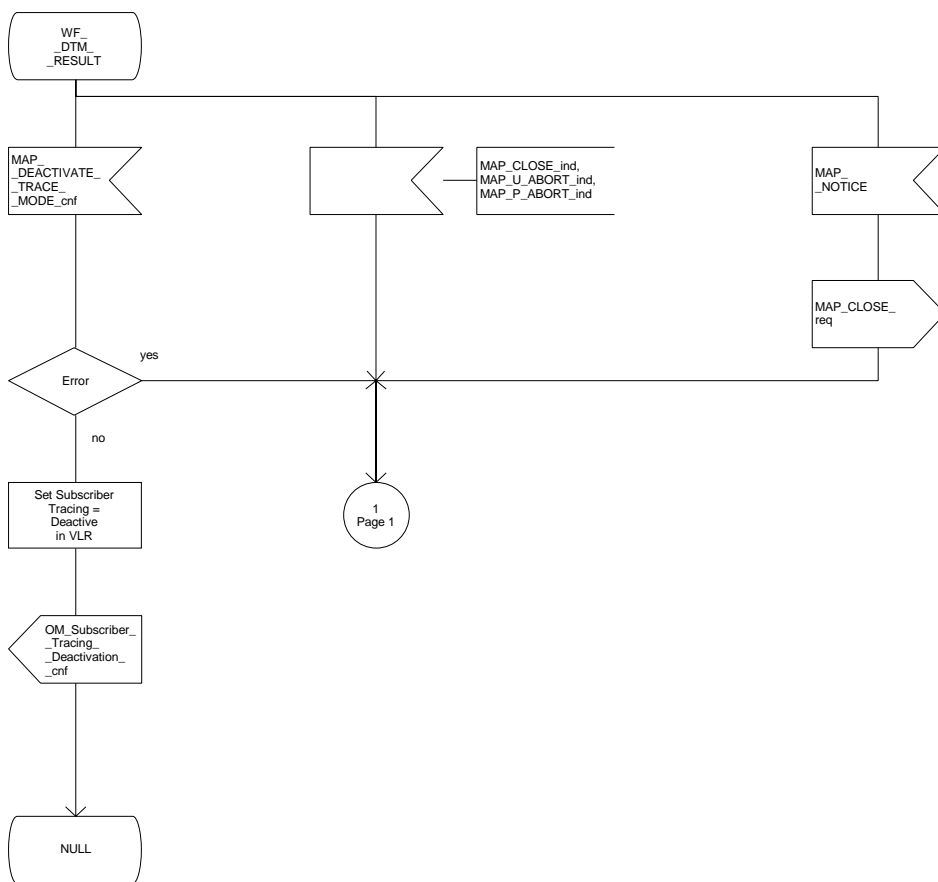 WF_
_DTM_
_RESULT
MAP_
_DEACTIVATE_
_TRACE_
_MODE_cnf
MAP_CLOSE_ind,
MAP_U_ABORT_ind,
MAP_P_ABORT_ind
MAP_
_NOTICE
MAP_CLOSE_
req
Error
yes
no
Set Subscriber
Tracing =
Deactive
in VLR
1
Page 1
OM_Subscriber_
_Tracing_
_Deactivation_
_cnf
NULL